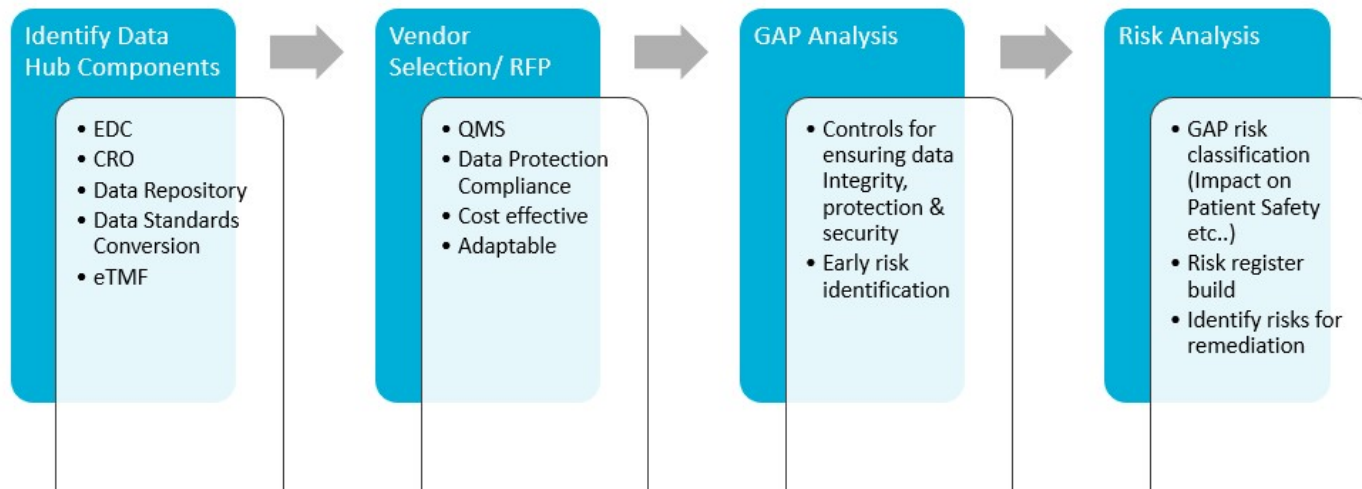 Identify Data
Hub Components
• EDC
• CRO
• Data Repository
• Data Standards
Conversion
• eTMF
Vendor
Selection/ RFP
• QMS
• Data Protection
Compliance
• Cost effective
• Adaptable
GAP Analysis
• Controls for
ensuring data
Integrity,
protection &
security
• Early risk
identification
Risk Analysis
• GAP risk
classification
(Impact on
Patient Safety
etc..)
• Risk register
build
• Identify risks for
remediation